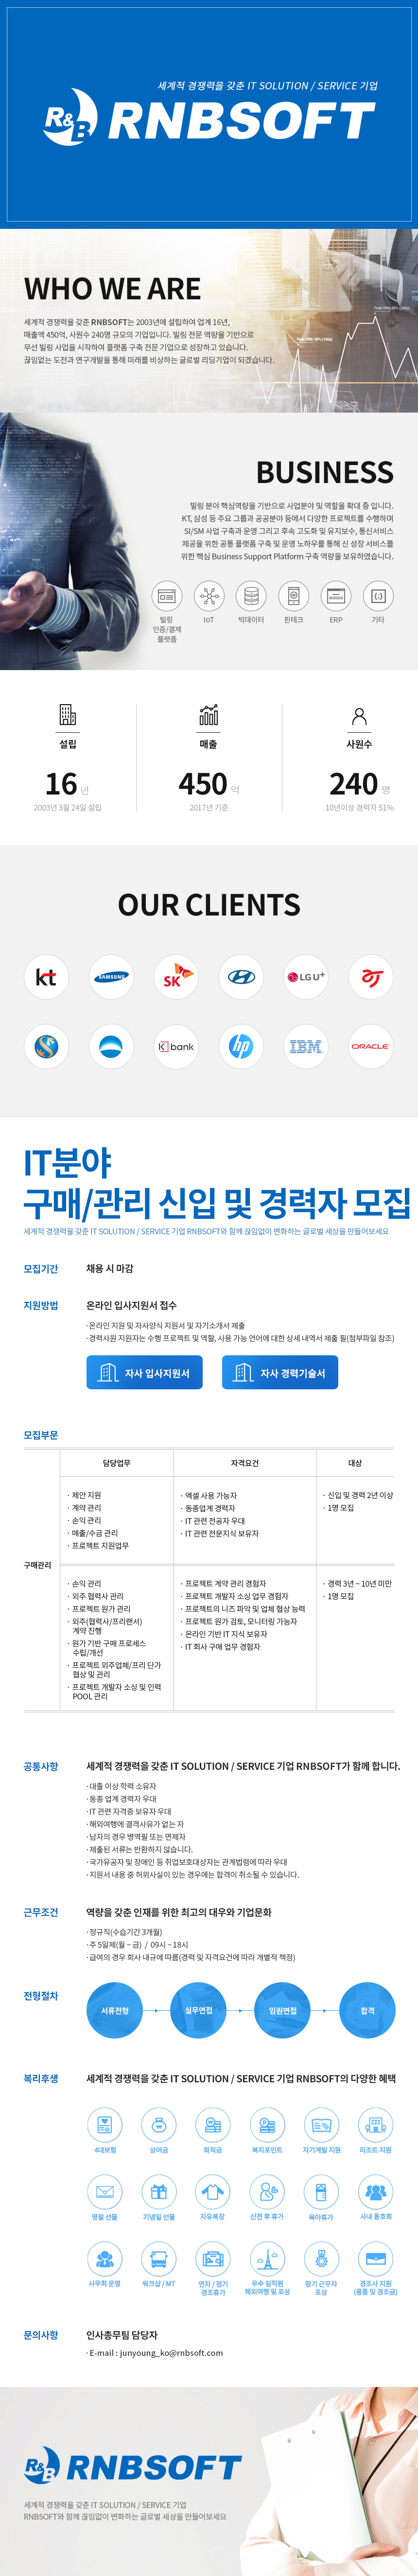 세계적 경쟁력을 갖춘 IT SOLUTION / SERVICE 기업
R&B RNBSOFT
WHO WE ARE
세계적 경쟁력을 갖춘 RNBSOFT는 2003년에 설립하여 업계 16년,
매출액 450억, 사원수 240명 규모의 기업입니다. 빌링 전문 역량을 기반으로
무선 빌링 사업을 시작하여 플랫폼 구축 전문 기업으로 성장하고 있습니다.
끊임없는 도전과 연구개발을 통해 미래를 비상하는 글로벌 리딩기업이 되겠습니다.
BUSINESS
빌링 분야 핵심역량을 기반으로 사업분야 및 역할을 확대 중 입니다.
KT, 삼성 등 주요 그룹과 공공분야 등에서 다양한 프로젝트를 수행하며
SI/SM 사업 구축과 운영 그리고 후속 고도화 및 유지보수, 통신서비스
제공을 위한 공통 플랫폼 구축 및 운영 노하우를 통해 신 성장 서비스를
위한 핵심 Business Support Platform 구축 역량을 보유하였습니다.
빌링
인증/결제
플랫폼
IoT
빅데이터
핀테크
ERP
기타
설립
매출
사원수
16 년
450 억
240 명
2003년 3월 24일 설립
2017년 기준
10년이상 경력자 51%
OUR CLIENTS
kt
SAMSUNG
SK
LG U+
K bank
hp
IBM
ORACLE
IT분야
구매/관리 신입 및 경력자 모집
세계적 경쟁력을 갖춘 IT SOLUTION / SERVICE 기업 RNBSOFT와 함께 끊임없이 변화하는 글로벌 세상을 만들어보세요
모집기간
채용 시 마감
지원방법
온라인 입사지원서 접수
· 온라인 지원 및 자사양식 지원서 및 자기소개서 제출
· 경력사원 지원자는 수행 프로젝트 및 역할, 사용 가능 언어에 대한 상세 내역서 제출 필(첨부파일 참조)
자사 입사지원서
자사 경력기술서
모집부문
담당업무
자격요건
대상
구매관리
· 제안 지원
· 계약 관리
· 손익 관리
· 매출/수금 관리
· 프로젝트 지원업무
· 엑셀 사용 가능자
· 동종업계 경력자
· IT 관련 전공자 우대
· IT 관련 전문지식 보유자
· 신입 및 경력 2년 이상
· 1명 모집
· 손익 관리
· 외주 협력사 관리
· 프로젝트 원가 관리
· 외주(협력사/프리랜서)
계약 진행
· 원가 기반 구매 프로세스
수립/개선
· 프로젝트 외주업체/프리 단가
협상 및 관리
· 프로젝트 개발자 소싱 및 인력
POOL 관리
· 프로젝트 계약 관리 경험자
· 프로젝트 개발자 소싱 업무 경험자
· 프로젝트의 니즈 파악 및 업체 협상 능력
· 프로젝트 원가 검토, 모니터링 가능자
· 온라인 기반 IT 지식 보유자
· IT 회사 구매 업무 경험자
· 경력 3년 ~ 10년 미만
· 1명 모집
공통사항
세계적 경쟁력을 갖춘 IT SOLUTION / SERVICE 기업 RNBSOFT가 함께 합니다.
· 대졸 이상 학력 소유자
· 동종 업계 경력자 우대
· IT 관련 자격증 보유자 우대
· 해외여행에 결격사유가 없는 자
· 남자의 경우 병역필 또는 면제자
· 제출된 서류는 반환하지 않습니다.
· 국가유공자 및 장애인 등 취업보호대상자는 관계법령에 따라 우대
· 지원서 내용 중 허위사실이 있는 경우에는 합격이 취소될 수 있습니다.
근무조건
역량을 갖춘 인재를 위한 최고의 대우와 기업문화
· 정규직(수습기간 3개월)
· 주 5일제(월 ~ 금) / 09시 ~ 18시
· 급여의 경우 회사 내규에 따름(경력 및 자격요건에 따라 개별적 책정)
전형절차
서류전형
실무면접
임원면접
합격
복리후생
세계적 경쟁력을 갖춘 IT SOLUTION / SERVICE 기업 RNBSOFT의 다양한 혜택
4대보험
상여금
퇴직금
복지포인트
자기계발 지원
리조트 지원
명절 선물
기념일 선물
자유복장
산전 후 휴가
육아휴가
사내 동호회
사우회 운영
워크샵 / MT
연차 / 정기
경조휴가
우수 임직원
해외여행 및 포상
장기 근무자
포상
경조사 지원
(용품 및 경조금)
문의사항
인사총무팀 담당자
· E-mail : junyoung_ko@rnbsoft.com
R&B RNBSOFT
세계적 경쟁력을 갖춘 IT SOLUTION / SERVICE 기업
RNBSOFT와 함께 끊임없이 변화하는 글로벌 세상을 만들어보세요